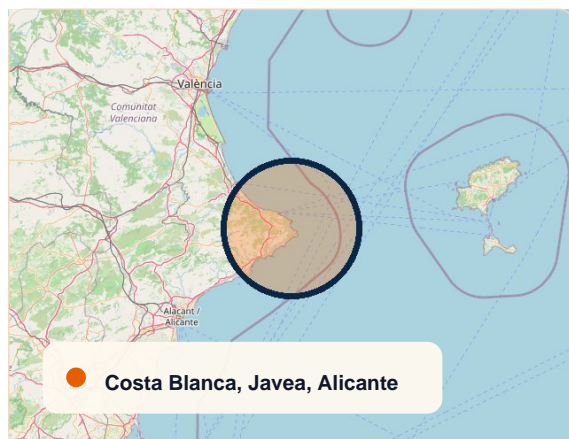 València
Comunitat
Valenciana
Alacant /
Alicante
Costa Blanca, Javea, Alicante